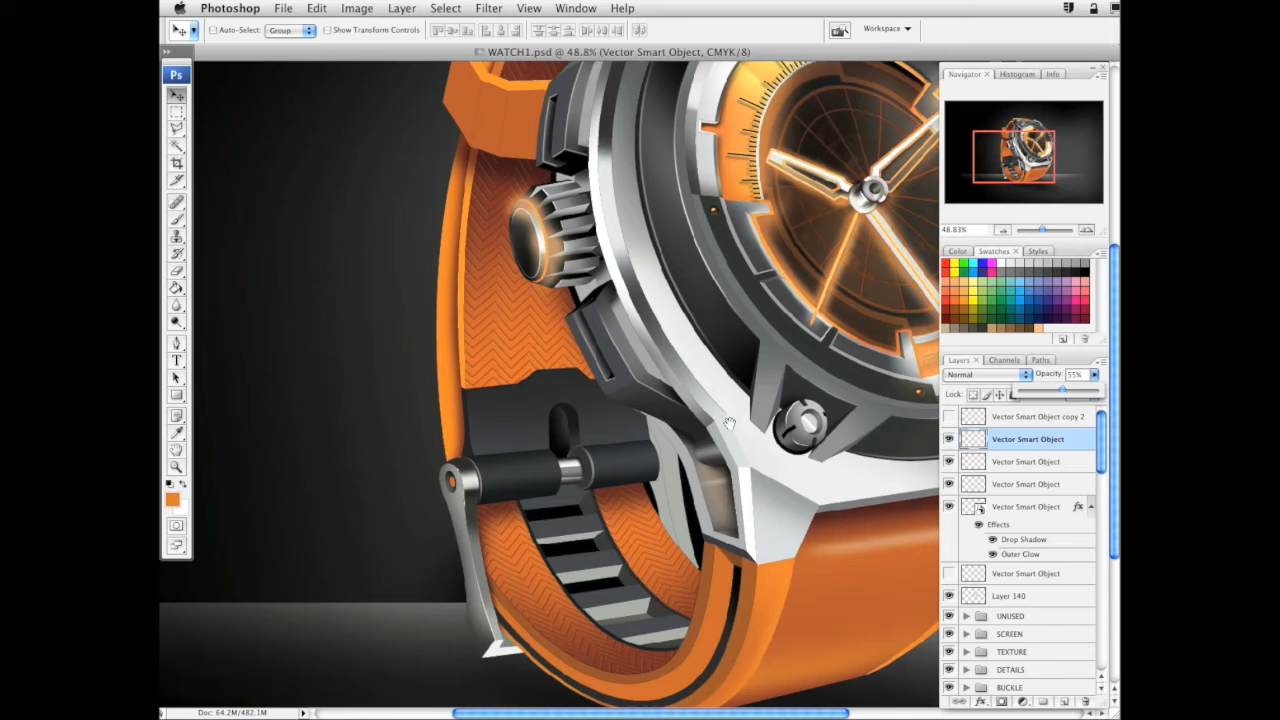 Photoshop File Edit Image Layer Select Filter View Window Help
Auto-Select: Group Show Transform Controls Workspace
WATCH1.psd @ 48.8% (Vector Smart Object, CMYK/8)
Ps
T
Navigator × Histogram Info
48.83%
Color Swatches × Styles
Layers × Channels Paths
Normal Opacity: 55%
Lock:
Vector Smart Object copy 2
Vector Smart Object
Vector Smart Object
Vector Smart Object
Vector Smart Object fx
Effects
Drop Shadow
Outer Glow
Vector Smart Object
Layer 140
UNUSED
SCREEN
TEXTURE
DETAILS
BUCKLE
fx.
Doc: 64.2M/482.1M